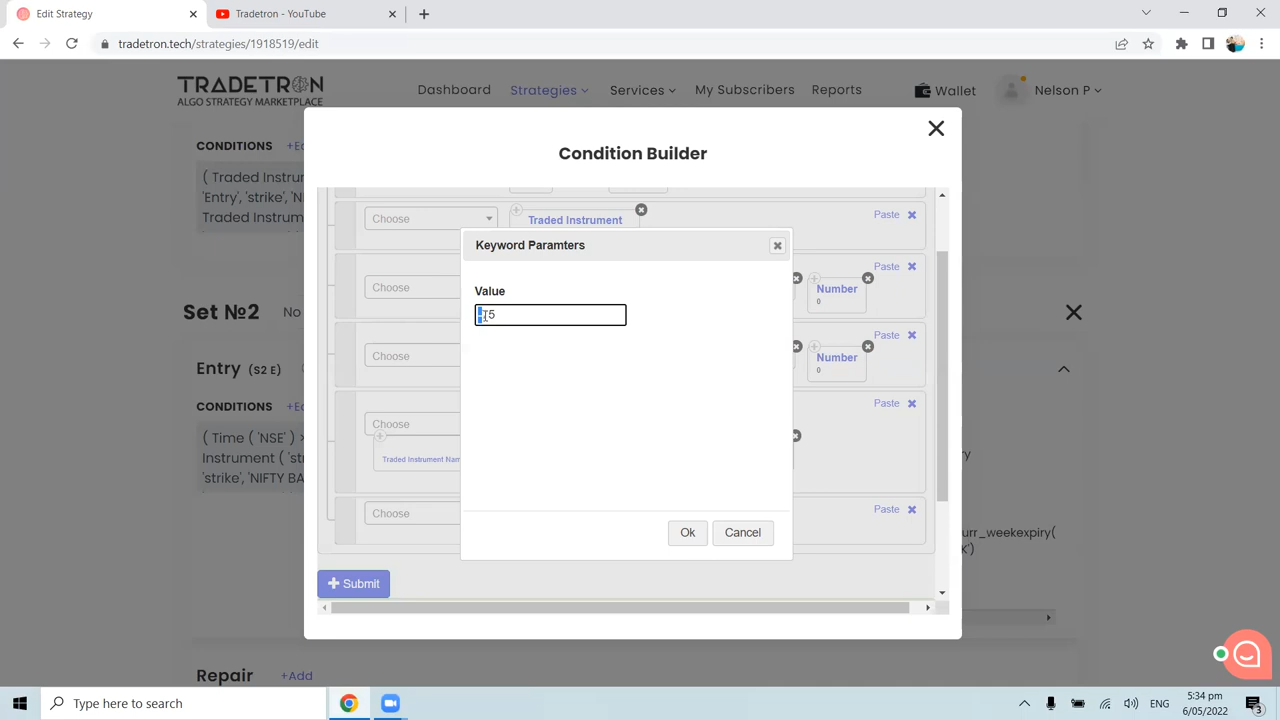 Edit Strategy
Tradetron - YouTube
tradetron.tech/strategies/1918519/edit
TRADETRON
ALGO STRATEGY MARKETPLACE
Dashboard
Strategies
Services
My Subscribers
Reports
Wallet
Nelson P
Condition Builder
CONDITIONS
( Traded Instrum
'Entry', 'strike', 'N
Traded Instrum
Choose
Traded Instrument
Paste
Keyword Paramters
Value
Choose
Paste
Number
0
Set №2
No
Choose
Paste
Number
0
Entry (S2 E)
CONDITIONS
( Time ( 'NSE' )
Instrument ( 'st
'strike', 'NIFTY BA
Choose
Traded Instrument Nam
Paste
Choose
Paste
urr_weekexpiry(
K')
Ok
Cancel
Submit
Repair
+Add
Type here to search
ENG
5:34 pm
6/05/2022
3